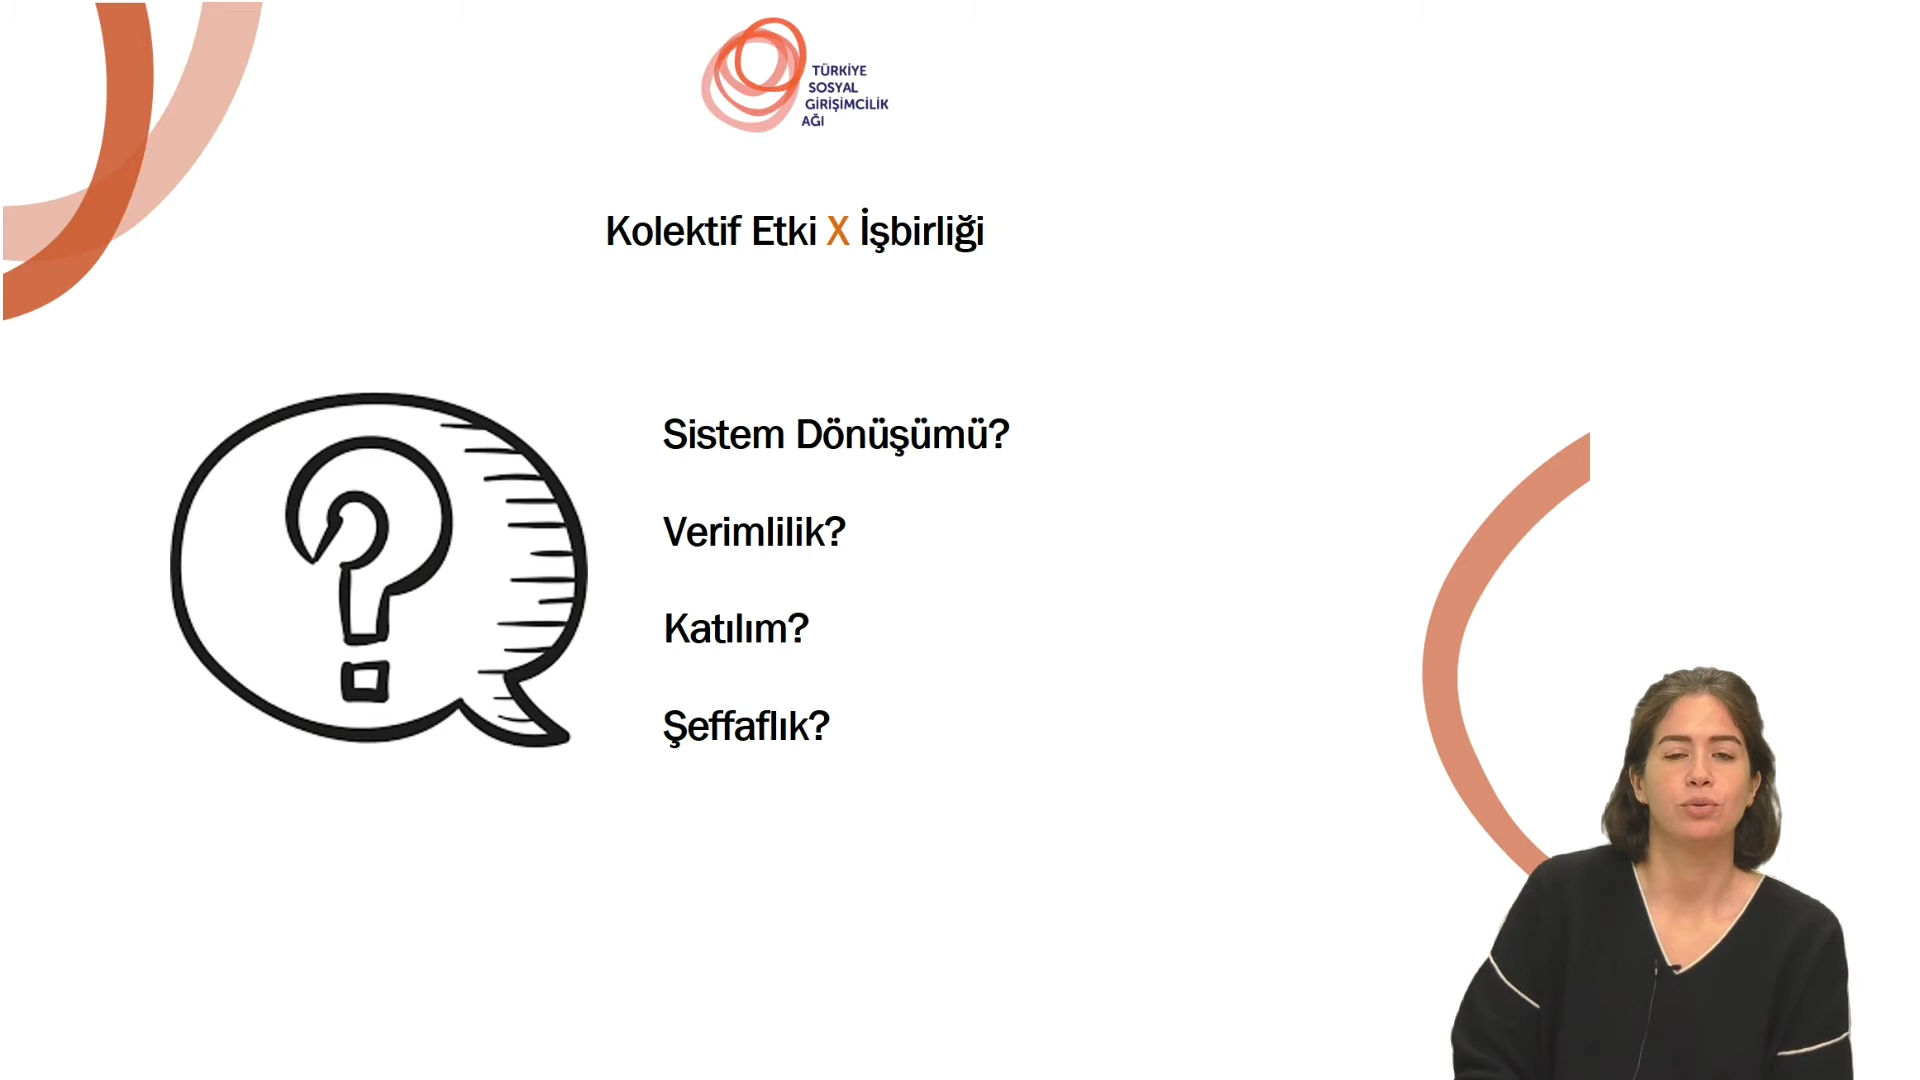 TÜRKİYE
SOSYAL
GİRİŞİMCİLİK
AĞI
Kolektif Etki X İşbirliği
Sistem Dönüşümü?
Verimlilik?
Katılım?
Şeffaflık?